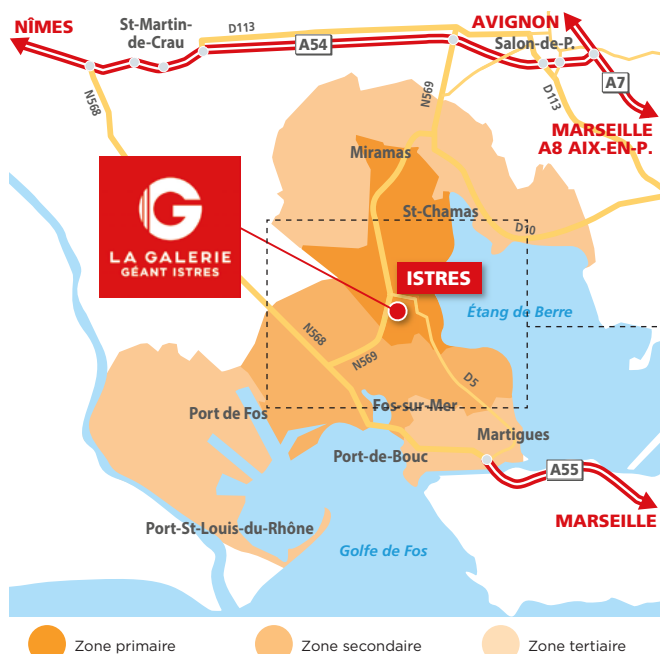 NÎMES
St-Martin-
de-Crau
D113
A54
AVIGNON
Salon-de-P.
A7
N568
N569
D113
MARSEILLE
A8 AIX-EN-P.
Miramas
St-Chamas
D10
G
LA GALERIE
GÉANT ISTRES
ISTRES
Étang de Berre
N568
N569
D5
Port de Fos
Fos-sur-Mer
Martigues
Port-de-Bouc
A55
MARSEILLE
Port-St-Louis-du-Rhône
Golfe de Fos
Zone primaire
Zone secondaire
Zone tertiaire